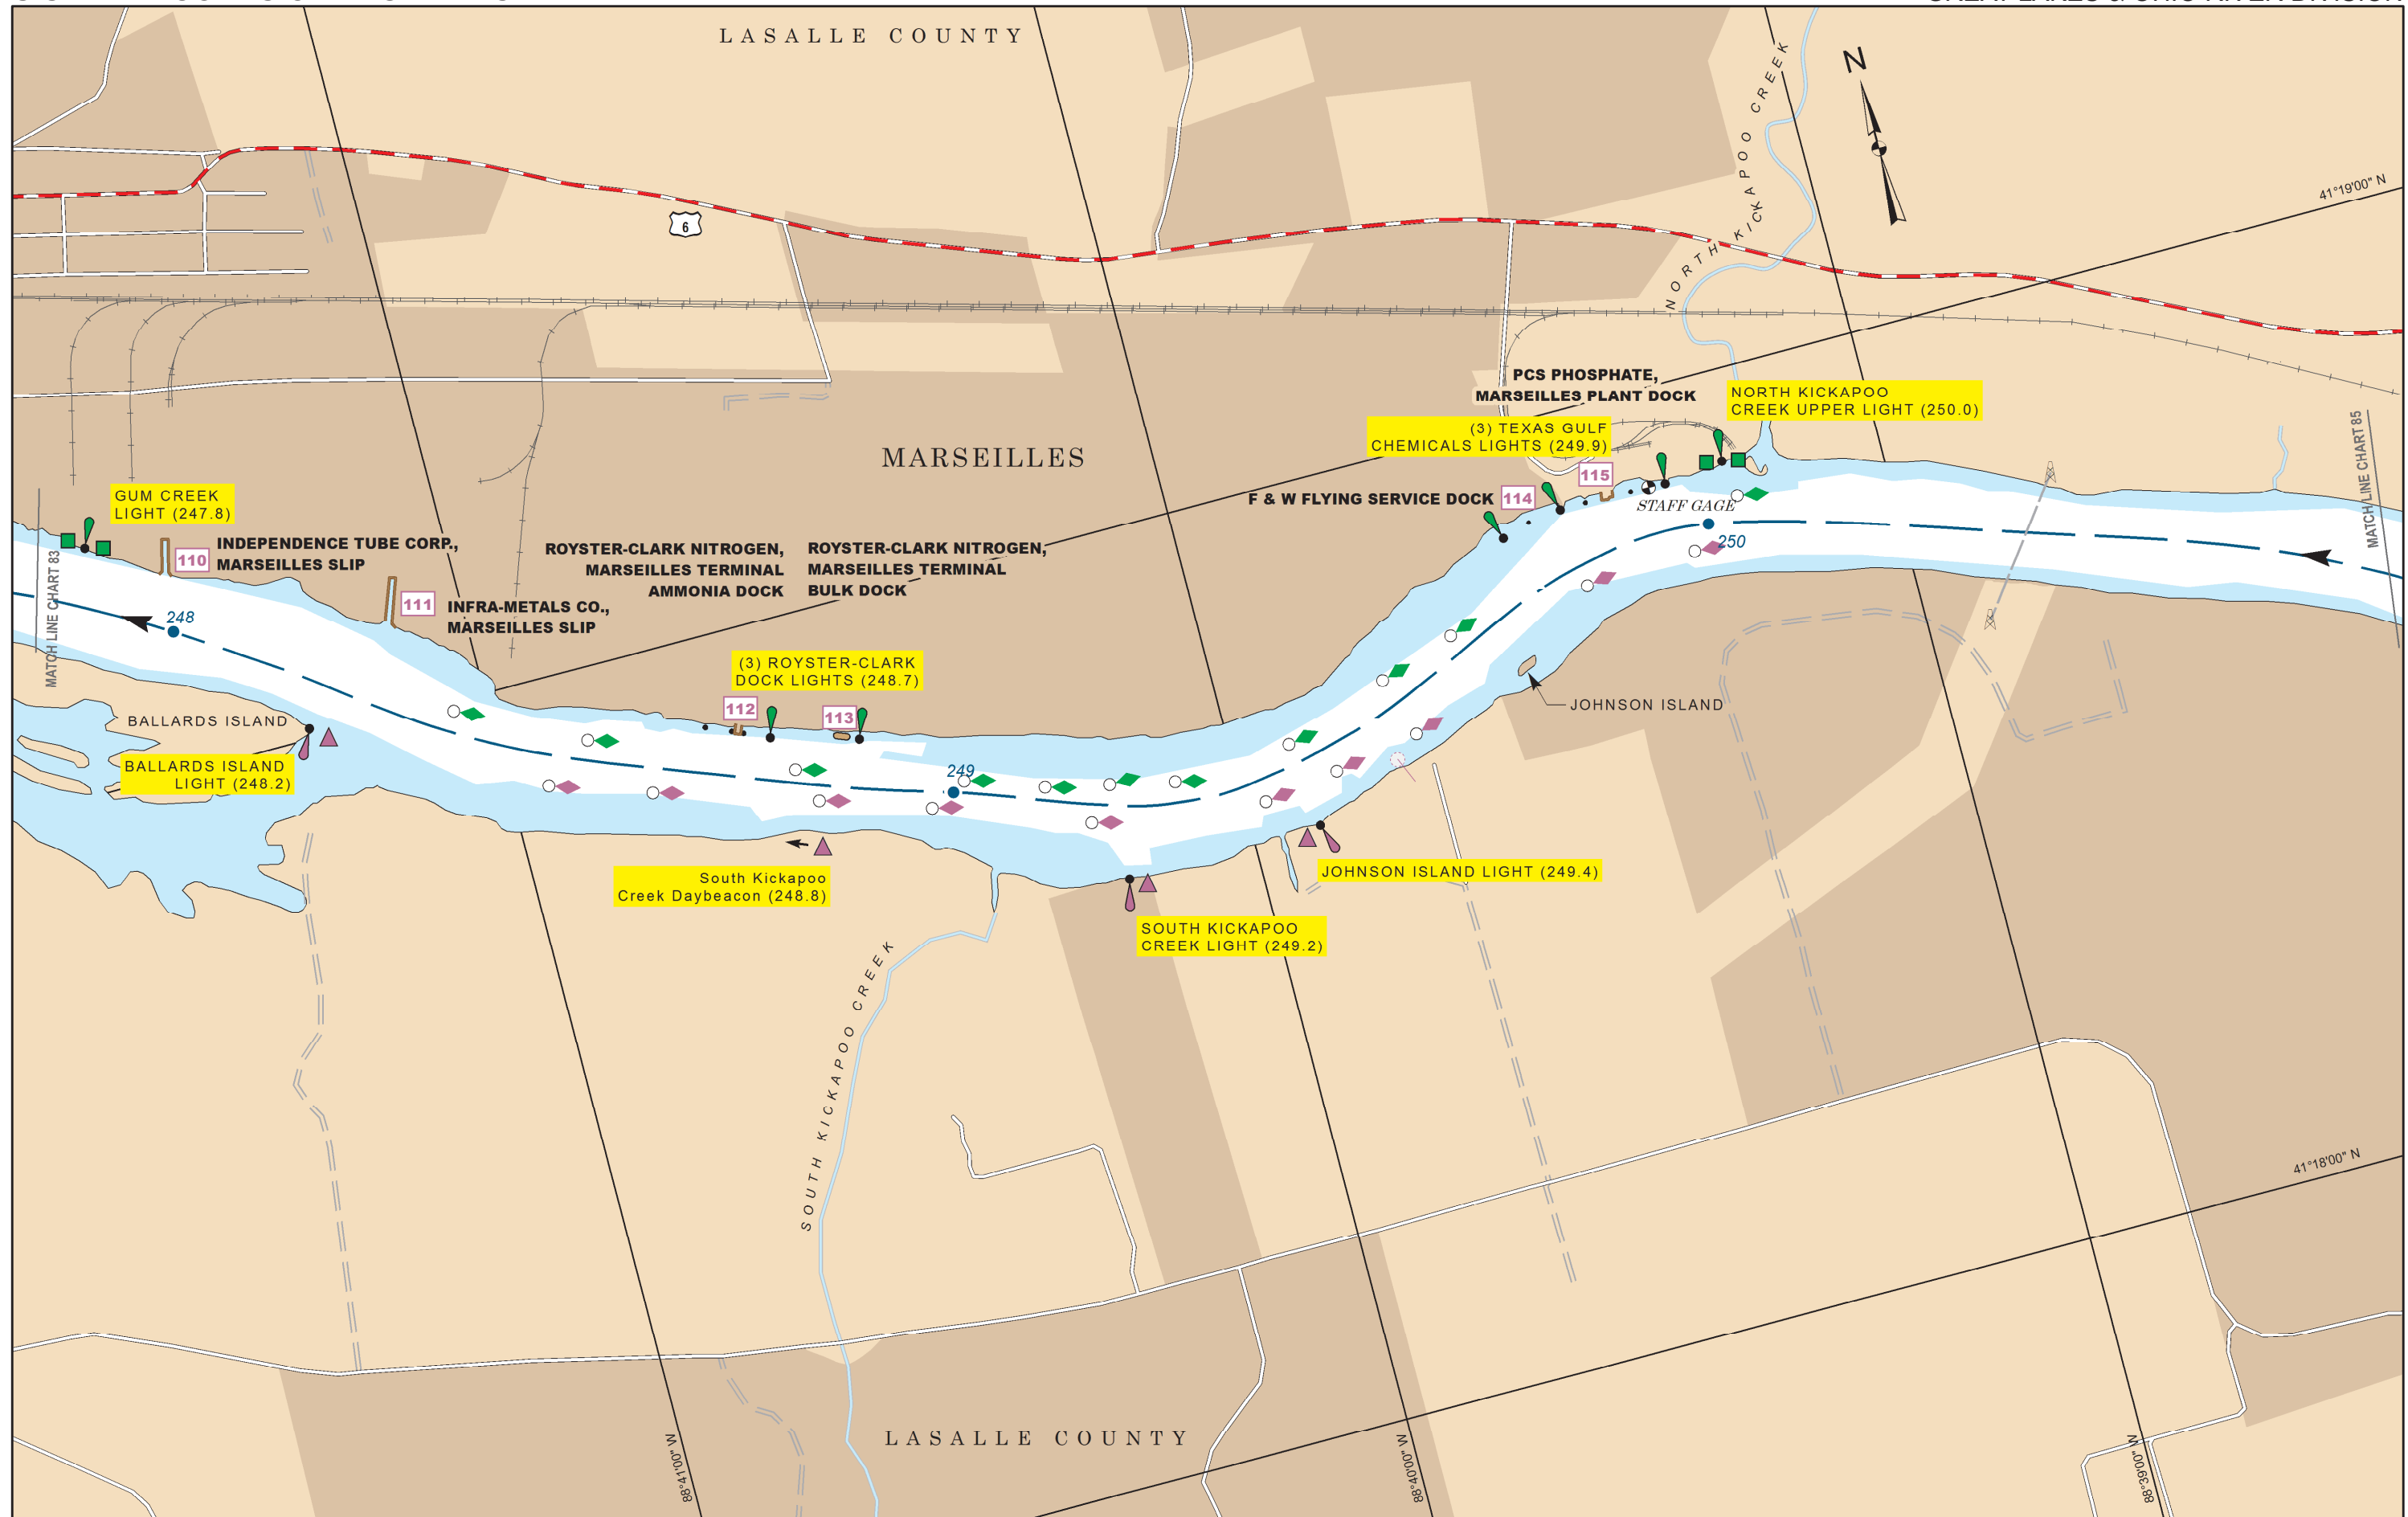 LASALLE COUNTY
N
NORTH KICKAPOO CREEK
41°19'00" N
6
PCS PHOSPHATE,
MARSEILLES PLANT DOCK
NORTH KICKAPOO
CREEK UPPER LIGHT (250.0)
(3) TEXAS GULF
CHEMICALS LIGHTS (249.9)
MARSEILLES
115
F & W FLYING SERVICE DOCK
114
STAFF GAGE
250
MATCH LINE CHART 85
GUM CREEK
LIGHT (247.8)
MATCH LINE CHART 83
110
INDEPENDENCE TUBE CORP.,
MARSEILLES SLIP
111
INFRA-METALS CO.,
MARSEILLES SLIP
ROYSTER-CLARK NITROGEN,
MARSEILLES TERMINAL
AMMONIA DOCK
ROYSTER-CLARK NITROGEN,
MARSEILLES TERMINAL
BULK DOCK
248
(3) ROYSTER-CLARK
DOCK LIGHTS (248.7)
112
113
JOHNSON ISLAND
BALLARDS ISLAND
BALLARDS ISLAND
LIGHT (248.2)
249
South Kickapoo
Creek Daybeacon (248.8)
JOHNSON ISLAND LIGHT (249.4)
SOUTH KICKAPOO
CREEK LIGHT (249.2)
SOUTH KICKAPOO CREEK
41°18'00" N
LASALLE COUNTY
88°41'00" W
88°40'00" W
88°39'00" W